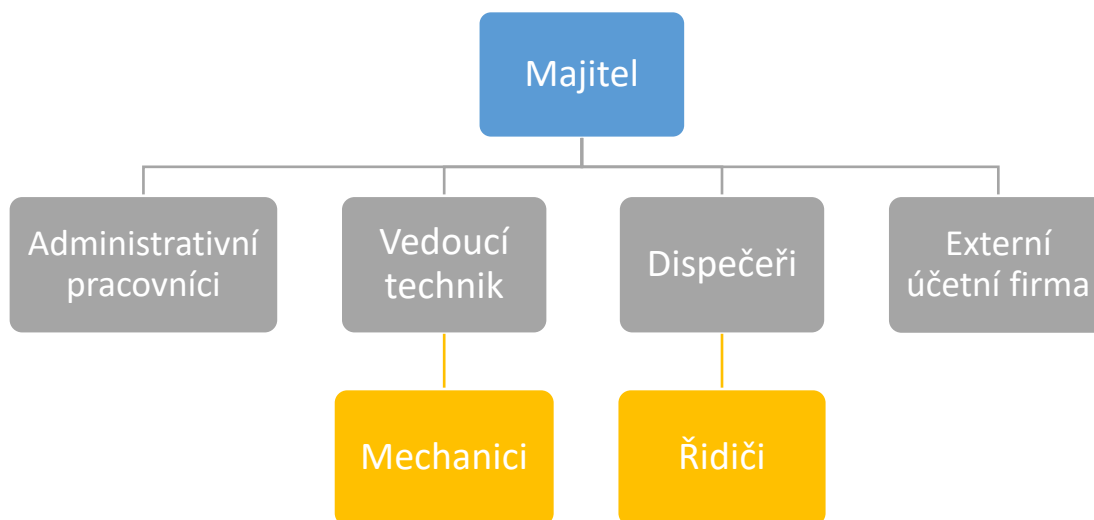 Majitel
Administrativní
pracovníci
Vedoucí
technik
Dispečeři
Externí
účetní firma
Mechanici
Řidiči